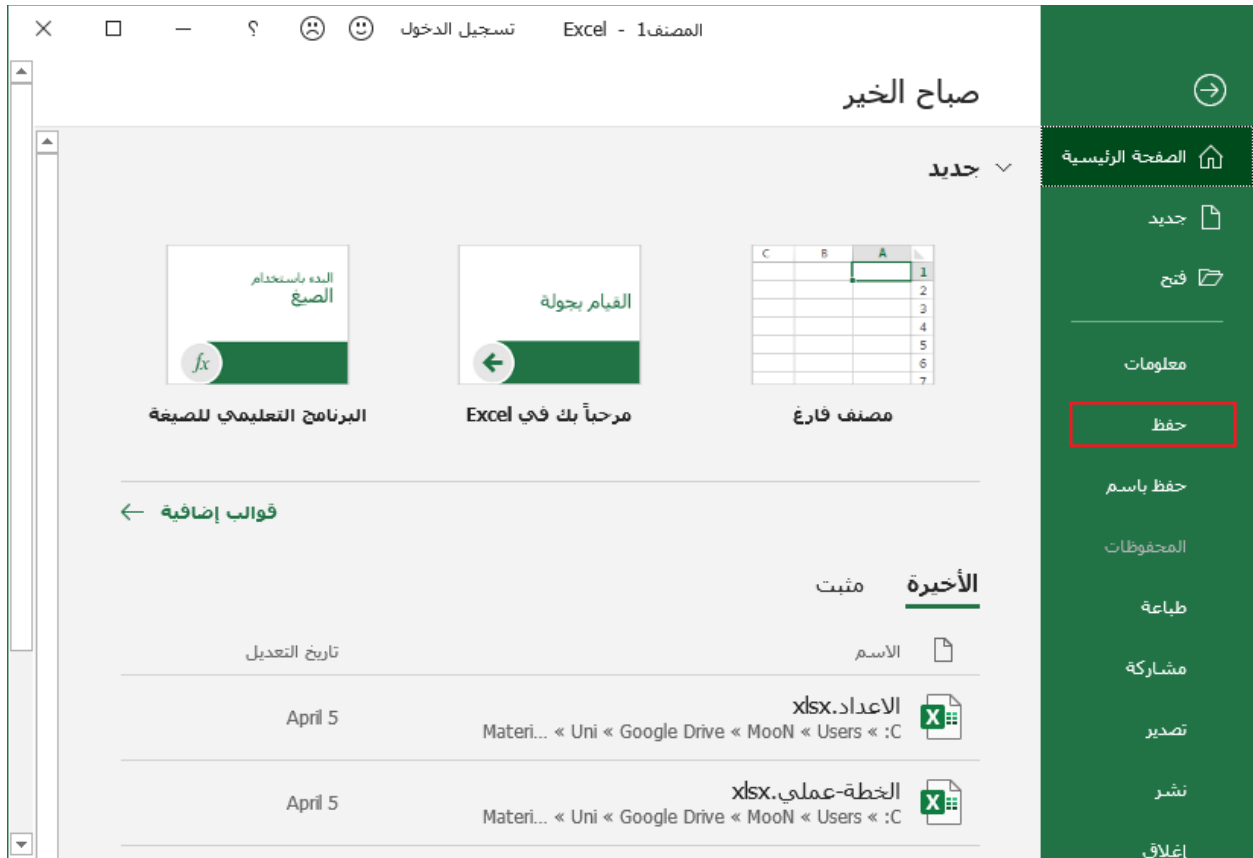 المصنف1 - Excel
تسجيل الدخول
؟
صباح الخير
الصفحة الرئيسية
جديد
فتح
معلومات
حفظ
حفظ باسم
المحفوظات
طباعة
مشاركة
تصدير
نشر
إغلاق
جديد
A B C
1
2
3
4
5
6
7
مصنف فارغ
القيام بجولة
مرحباً بك في Excel
البدء باستخدام
الصيغ
fx
البرنامج التعليمي للصيغة
قوالب إضافية
الأخيرة مثبت
الاسم تاريخ التعديل
الاعداد.xlsx
Materi... « Uni « Google Drive « MooN « Users « :C
April 5
الخطة-عملي.xlsx
Materi... « Uni « Google Drive « MooN « Users « :C
April 5